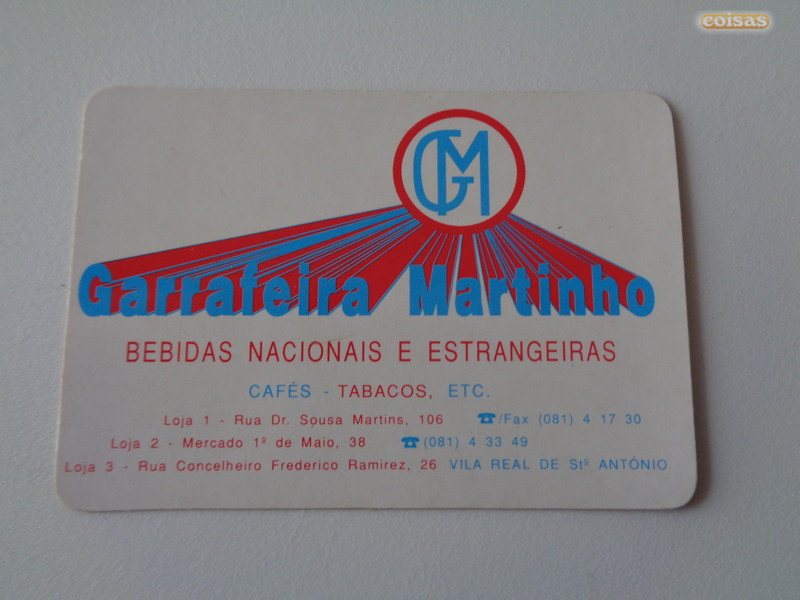 coisas
GM
Garrafeira Martinho
BEBIDAS NACIONAIS E ESTRANGEIRAS
CAFÉS - TABACOS, ETC.
Loja 1 - Rua Dr. Sousa Martins, 106 ☎/Fax (081) 4 17 30
Loja 2 - Mercado 1º de Maio, 38 ☎(081) 4 33 49
Loja 3 - Rua Concelheiro Frederico Ramirez, 26 VILA REAL DE Stº ANTÓNIO